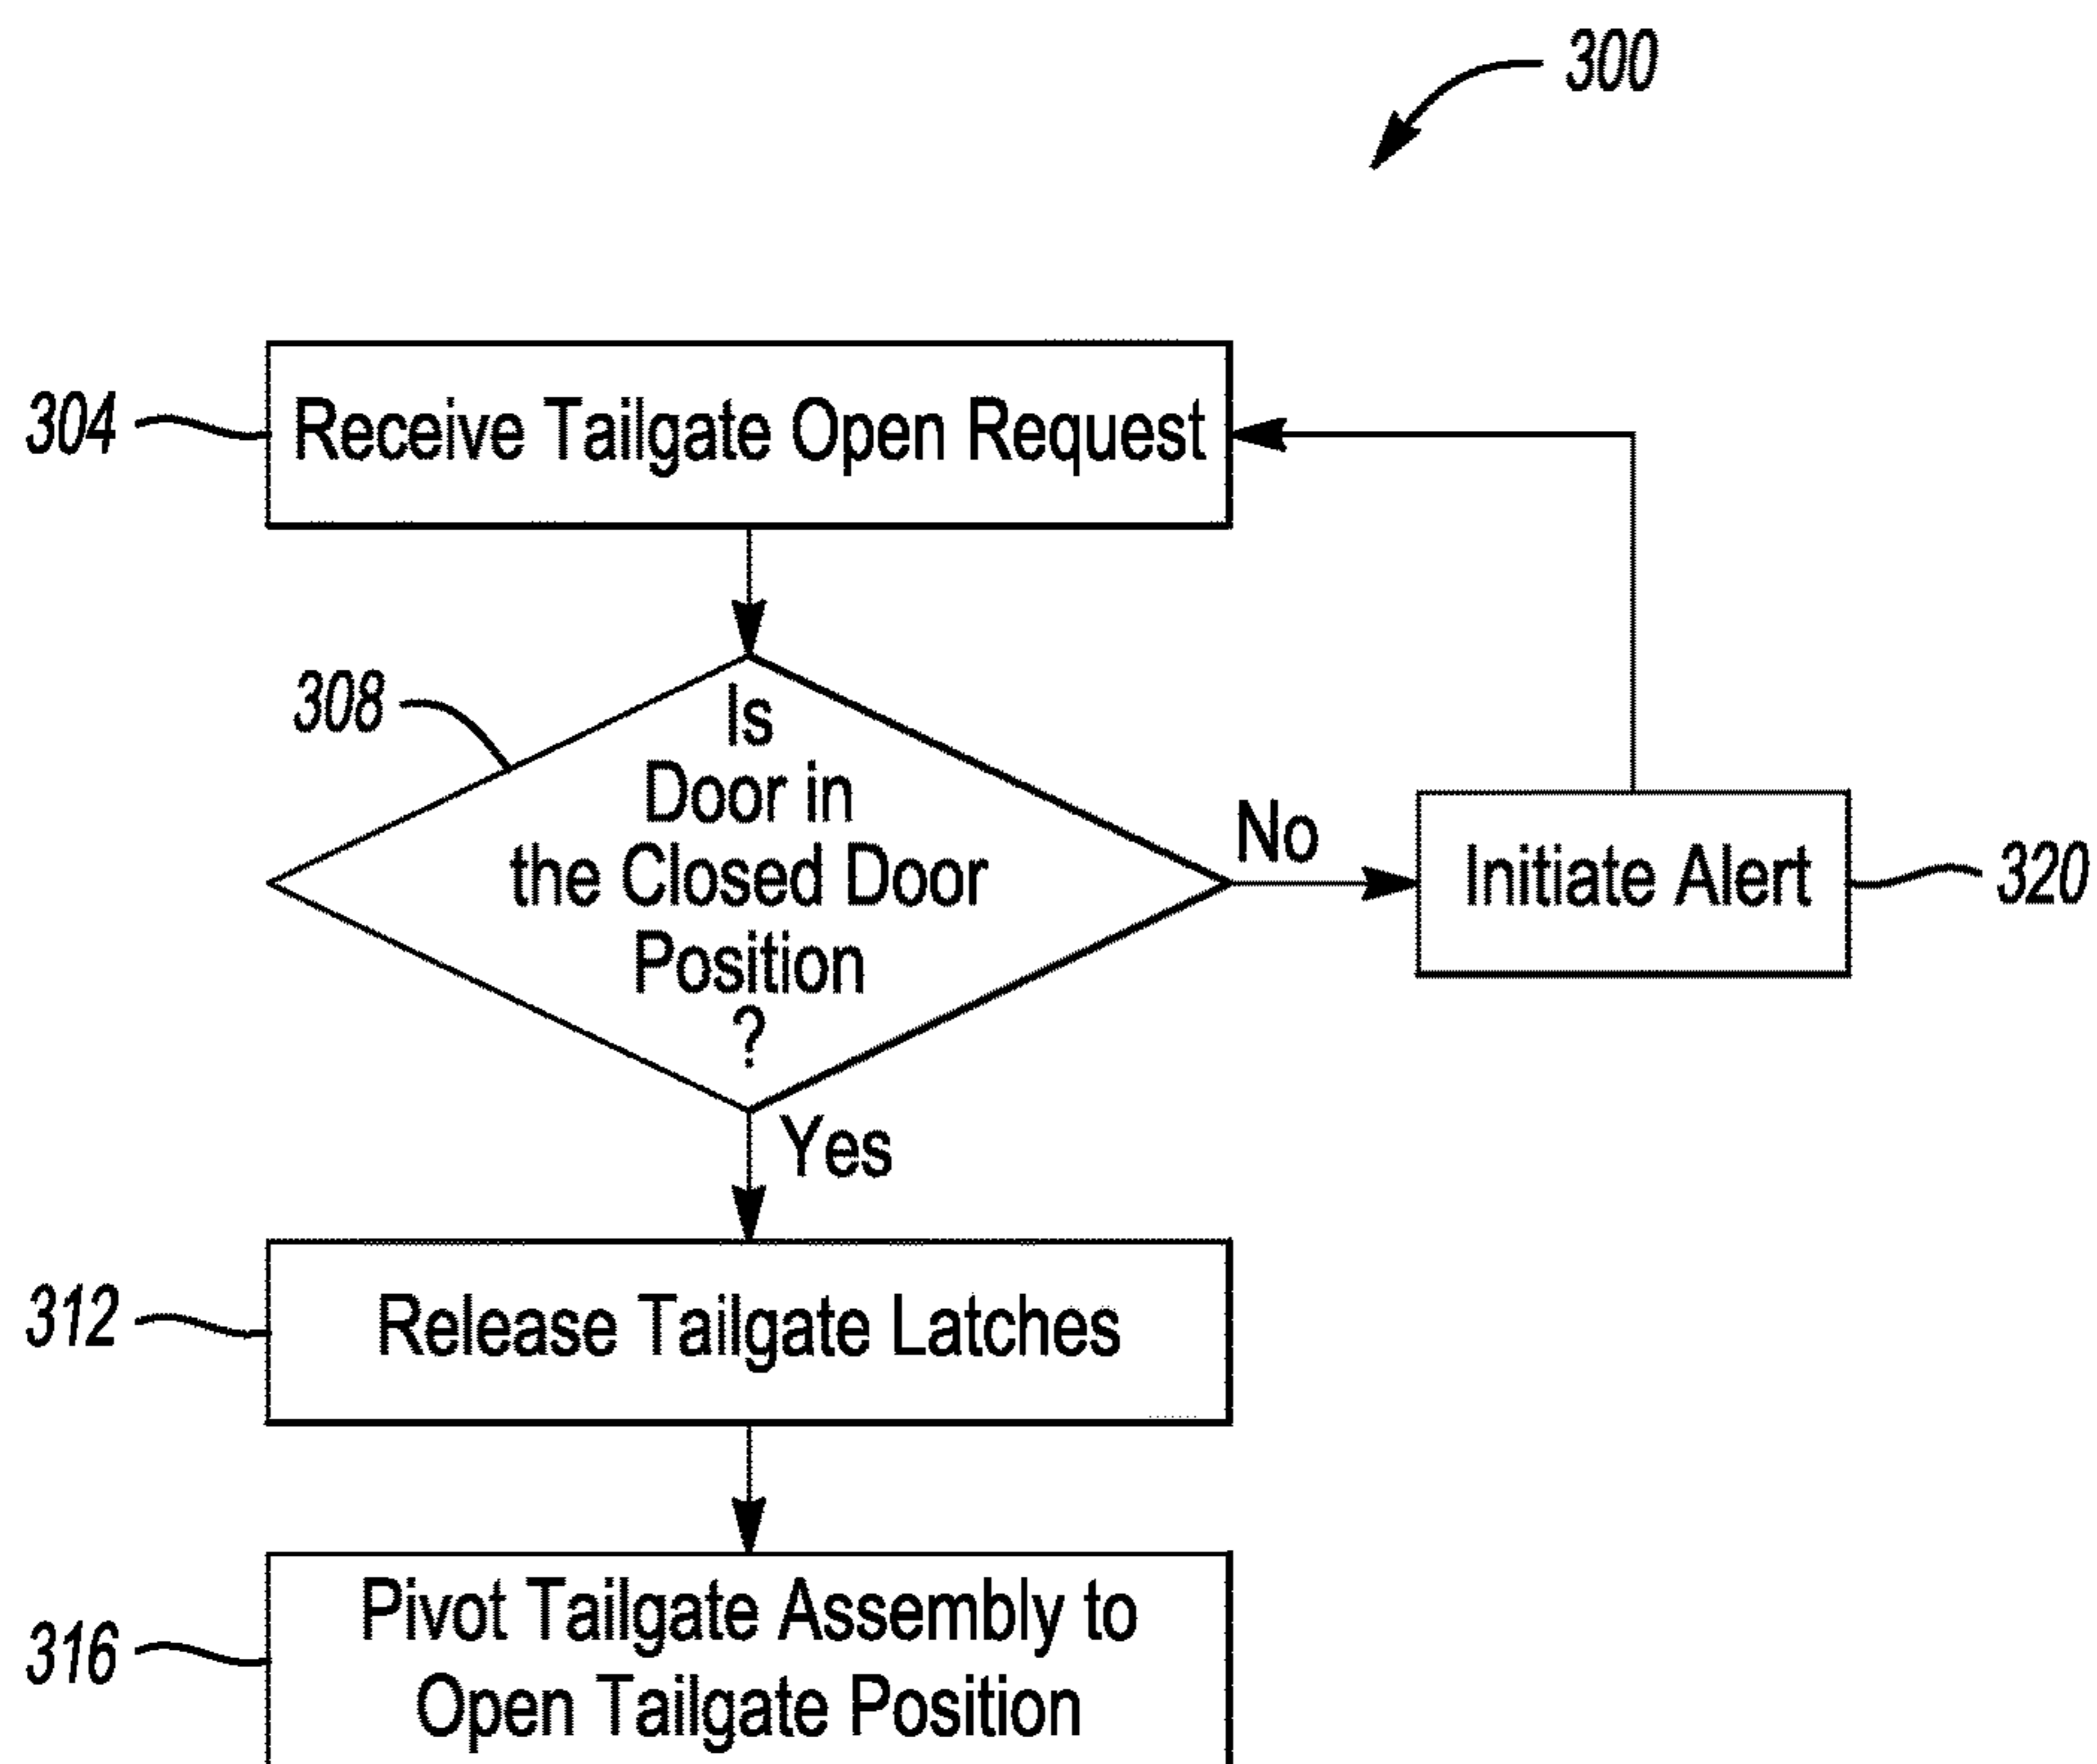 300
304
Receive Tailgate Open Request
308
Is
Door in
the Closed Door
Position
?
No
Initiate Alert
320
Yes
312
Release Tailgate Latches
316
Pivot Tailgate Assembly to
Open Tailgate Position